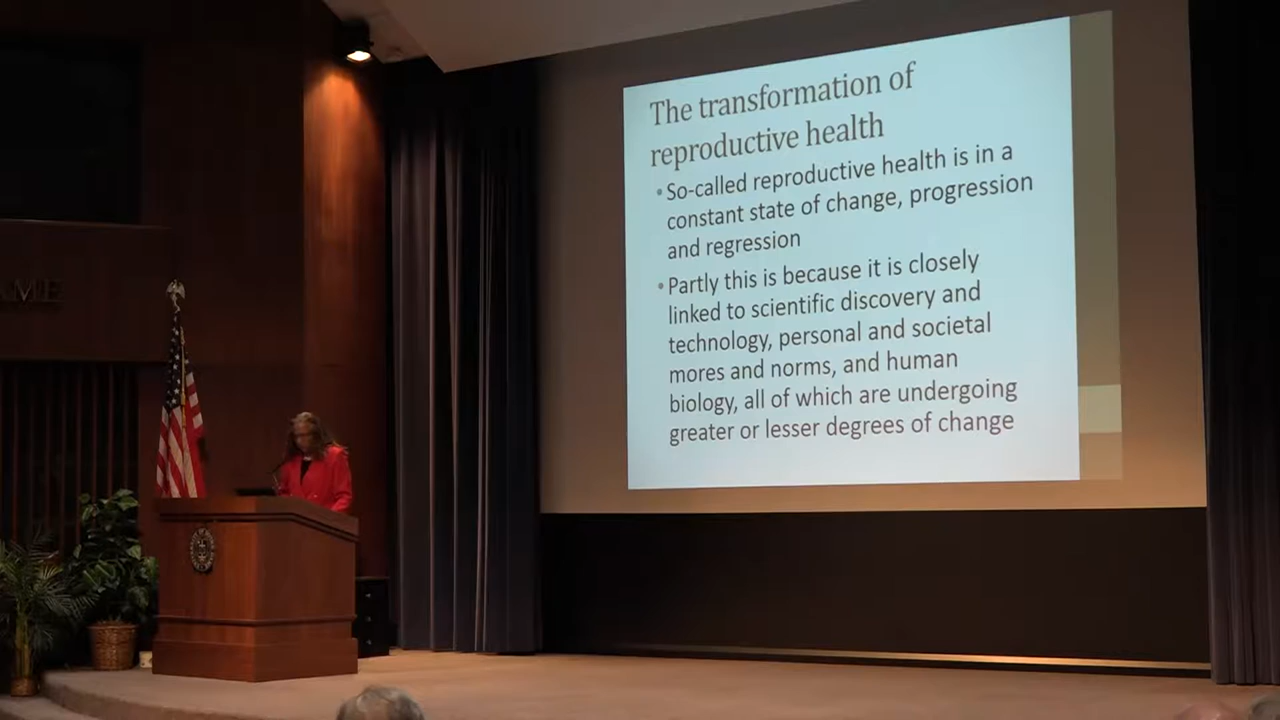 The transformation of
reproductive health
•So-called reproductive health is in a
constant state of change, progression
and regression
•Partly this is because it is closely
linked to scientific discovery and
technology, personal and societal
mores and norms, and human
biology, all of which are undergoing
greater or lesser degrees of change
AME